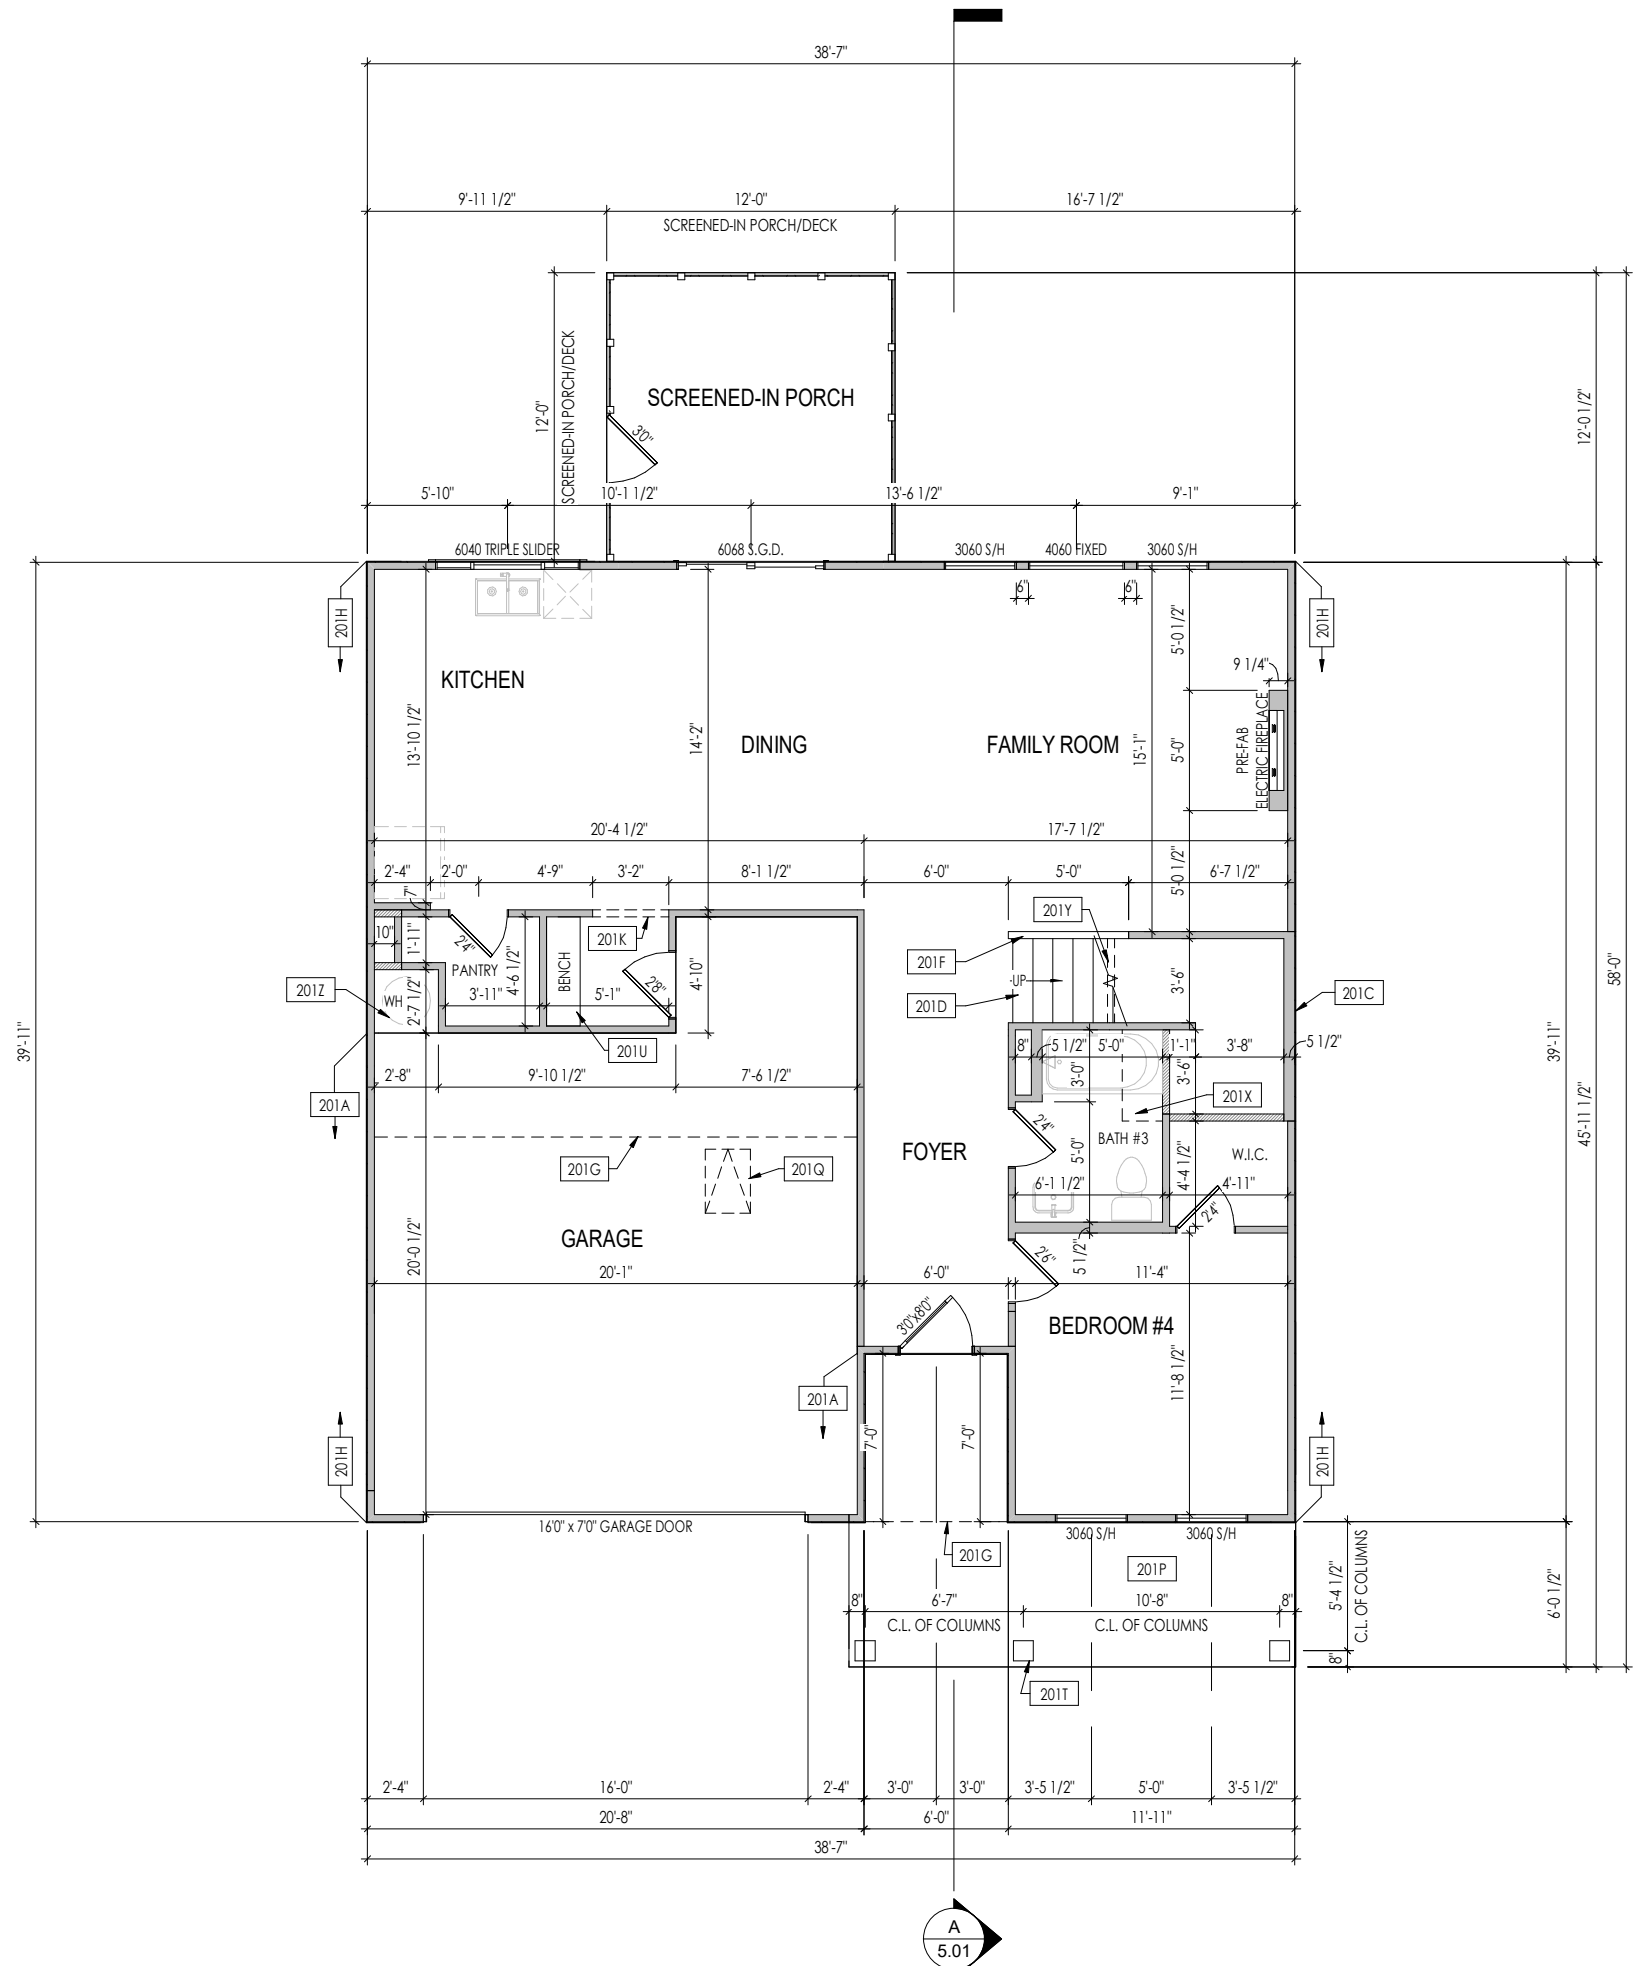 38'-7"
9'-11 1/2"
12'-0"
16'-7 1/2"
SCREENED-IN PORCH/DECK
12'-0"
SCREENED-IN PORCH/DECK
SCREENED-IN PORCH
3'0"
12'-0 1/2"
58'-0"
5'-10"
10'-1 1/2"
13'-6 1/2"
9'-1"
6040 TRIPLE SLIDER
6068 S.G.D.
3060 S/H
4060 FIXED
3060 S/H
6"
6"
201H
201H
5'-0 1/2"
9 1/4"
KITCHEN
DINING
FAMILY ROOM
13'-10 1/2"
14'-2"
15'-1"
5'-0"
PRE-FAB
ELECTRIC FIREPLACE
20'-4 1/2"
17'-7 1/2"
2'-4"
2'-0"
4'-9"
3'-2"
8'-1 1/2"
6'-0"
5'-0"
5'-0 1/2"
6'-7 1/2"
7"
201Y
10"
1'-11"
2'4"
201K
PANTRY
4'-6 1/2"
BENCH
2'8"
4'-10"
201F
UP
201D
3'-6"
201Z
WH
2'-7 1/2"
3'-11"
5'-1"
201C
39'-11"
39'-11"
45'-11 1/2"
201U
8"
5 1/2"
5'-0"
1'-1"
3'-8"
5 1/2"
2'-8"
9'-10 1/2"
7'-6 1/2"
3'-0"
3'-6"
201A
201X
2'4"
BATH #3
FOYER
5'-0"
4'-4 1/2"
W.I.C.
201G
201Q
6'-1 1/2"
4'-11"
2'4"
GARAGE
20'-0 1/2"
2'6"
5 1/2"
20'-1"
6'-0"
11'-4"
3'0"x8'0"
BEDROOM #4
11'-8 1/2"
201A
7'-0"
7'-0"
201H
201H
16'0" x 7'0" GARAGE DOOR
3060 S/H
3060 S/H
201G
201P
5'-4 1/2"
C.L. OF COLUMNS
6'-0 1/2"
8"
6'-7"
10'-8"
8"
C.L. OF COLUMNS
C.L. OF COLUMNS
8"
201T
2'-4"
16'-0"
2'-4"
3'-0"
3'-0"
3'-5 1/2"
5'-0"
3'-5 1/2"
20'-8"
6'-0"
11'-11"
38'-7"
A
5.01